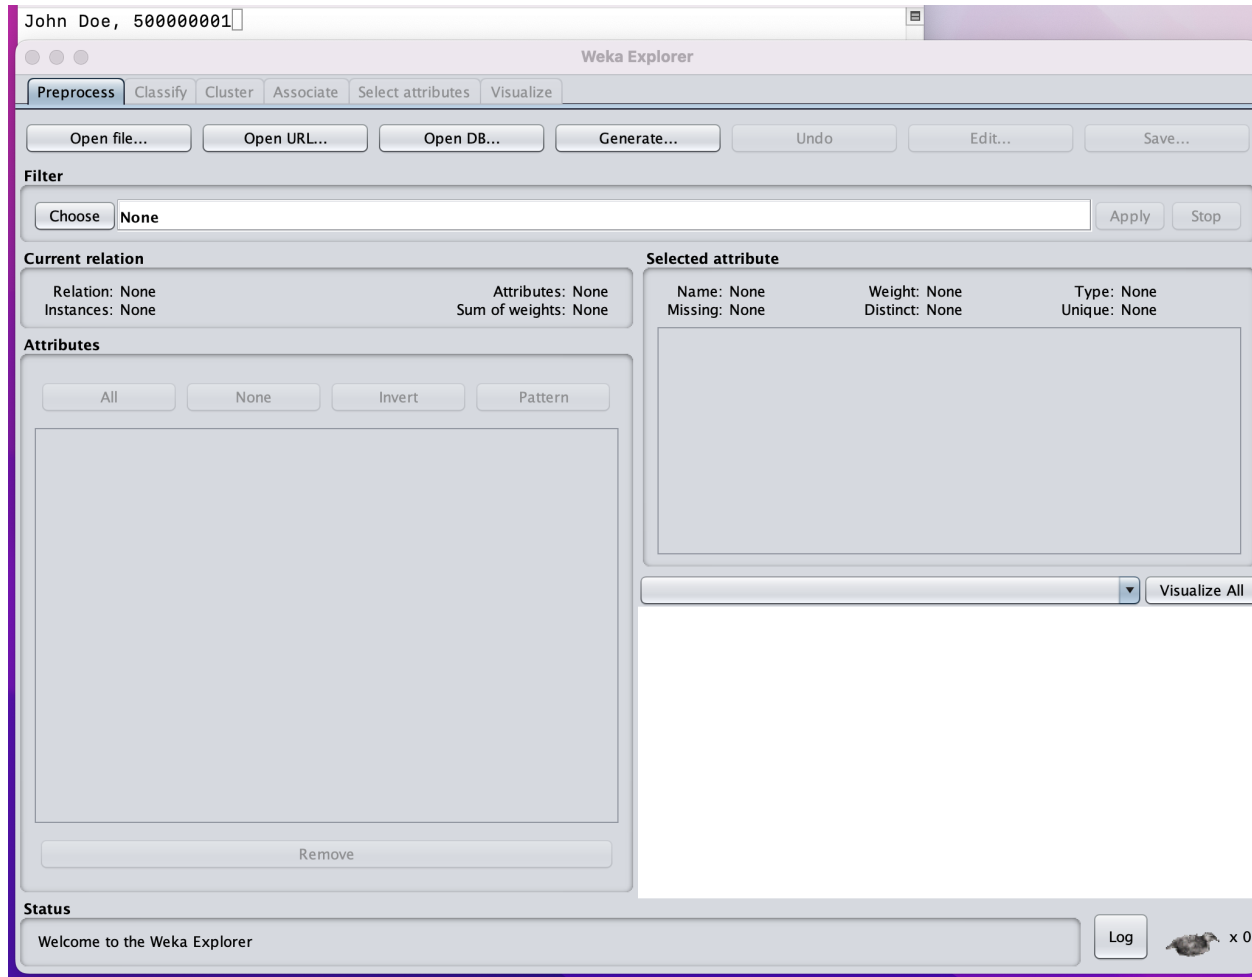 John Doe, 500000001
Weka Explorer
Preprocess Classify Cluster Associate Select attributes Visualize
Open file... Open URL... Open DB... Generate... Undo Edit... Save...
Filter
Choose None Apply Stop
Current relation
Relation: None Attributes: None
Instances: None Sum of weights: None
Selected attribute
Name: None Weight: None Type: None
Missing: None Distinct: None Unique: None
Attributes
All None Invert Pattern
Remove
Visualize All
Status
Welcome to the Weka Explorer
Log x 0